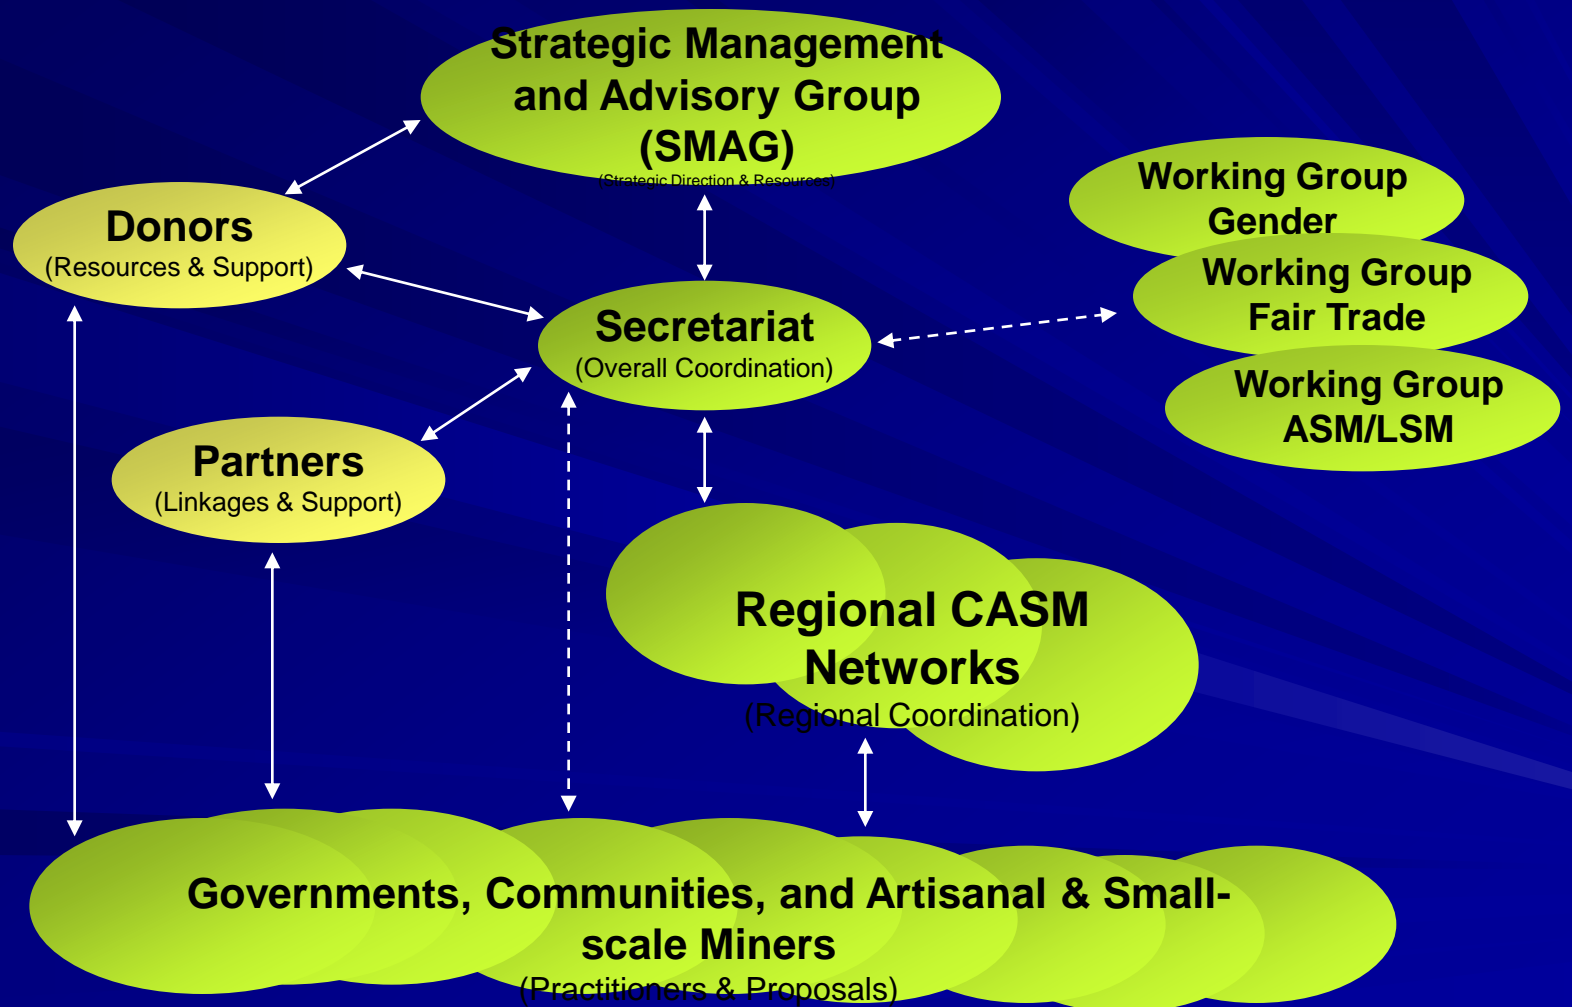 Strategic Management
and Advisory Group
(SMAG)
(Strategic Direction & Resources)
Working Group
Gender
Donors
(Resources & Support)
Working Group
Fair Trade
Secretariat
(Overall Coordination)
Working Group
ASM/LSM
Partners
(Linkages & Support)
Regional CASM
Networks
(Regional Coordination)
Governments, Communities, and Artisanal & Small-
scale Miners
(Practitioners & Proposals)